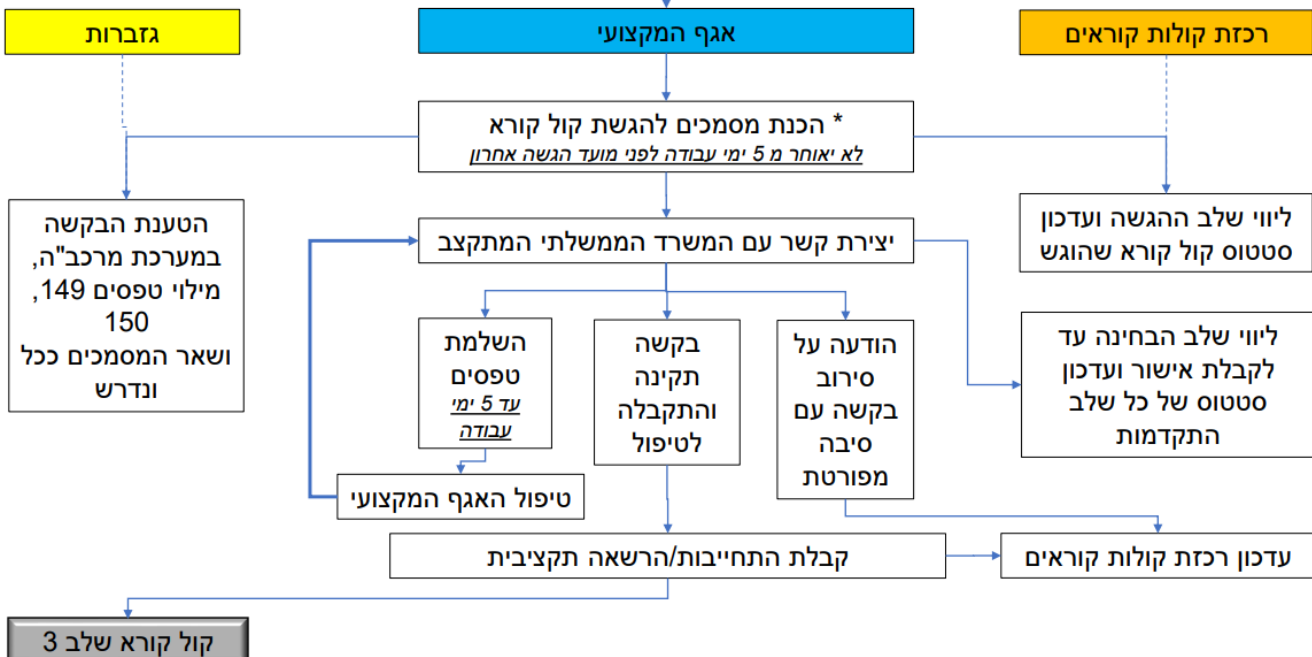 רכזת קולות קוראים
אגף המקצועי
גזברות
* הכנת מסמכים להגשת קול קורא
לא יאוחר מ 5 ימי עבודה לפני מועד הגשה אחרון
ליווי שלב ההגשה ועדכון
סטטוס קול קורא שהוגש
הטענת הבקשה
במערכת מרכב"ה,
מילוי טפסים 149,
150
ושאר המסמכים ככל
ונדרש
יצירת קשר עם המשרד הממשלתי המתקצב
ליווי שלב הבחינה עד
לקבלת אישור ועדכון
סטטוס של כל שלב
התקדמות
הודעה על
סירוב
בקשה עם
סיבה
מפורטת
בקשה
תקינה
והתקבלה
לטיפול
השלמת
טפסים
עד 5 ימי
עבודה
טיפול האגף המקצועי
קבלת התחייבות/הרשאה תקציבית
עדכון רכזת קולות קוראים
קול קורא שלב 3